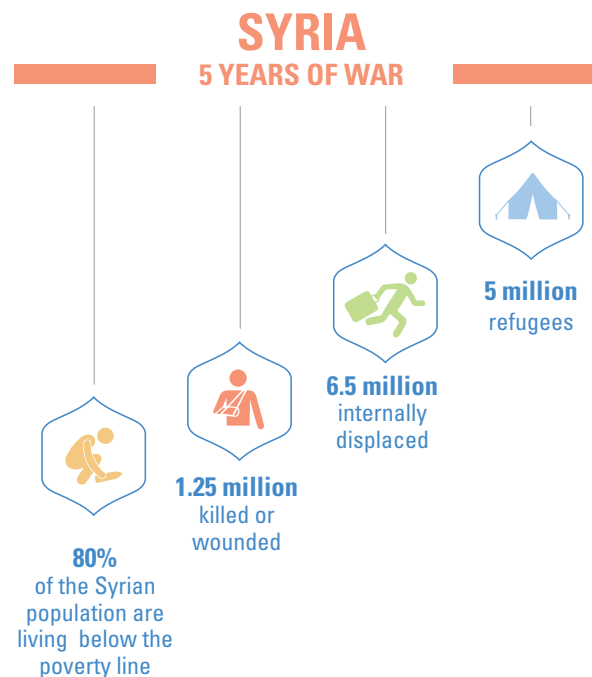 SYRIA
5 YEARS OF WAR
5 million
refugees
6.5 million
internally
displaced
1.25 million
killed or
wounded
80%
of the Syrian
population are
living below the
poverty line